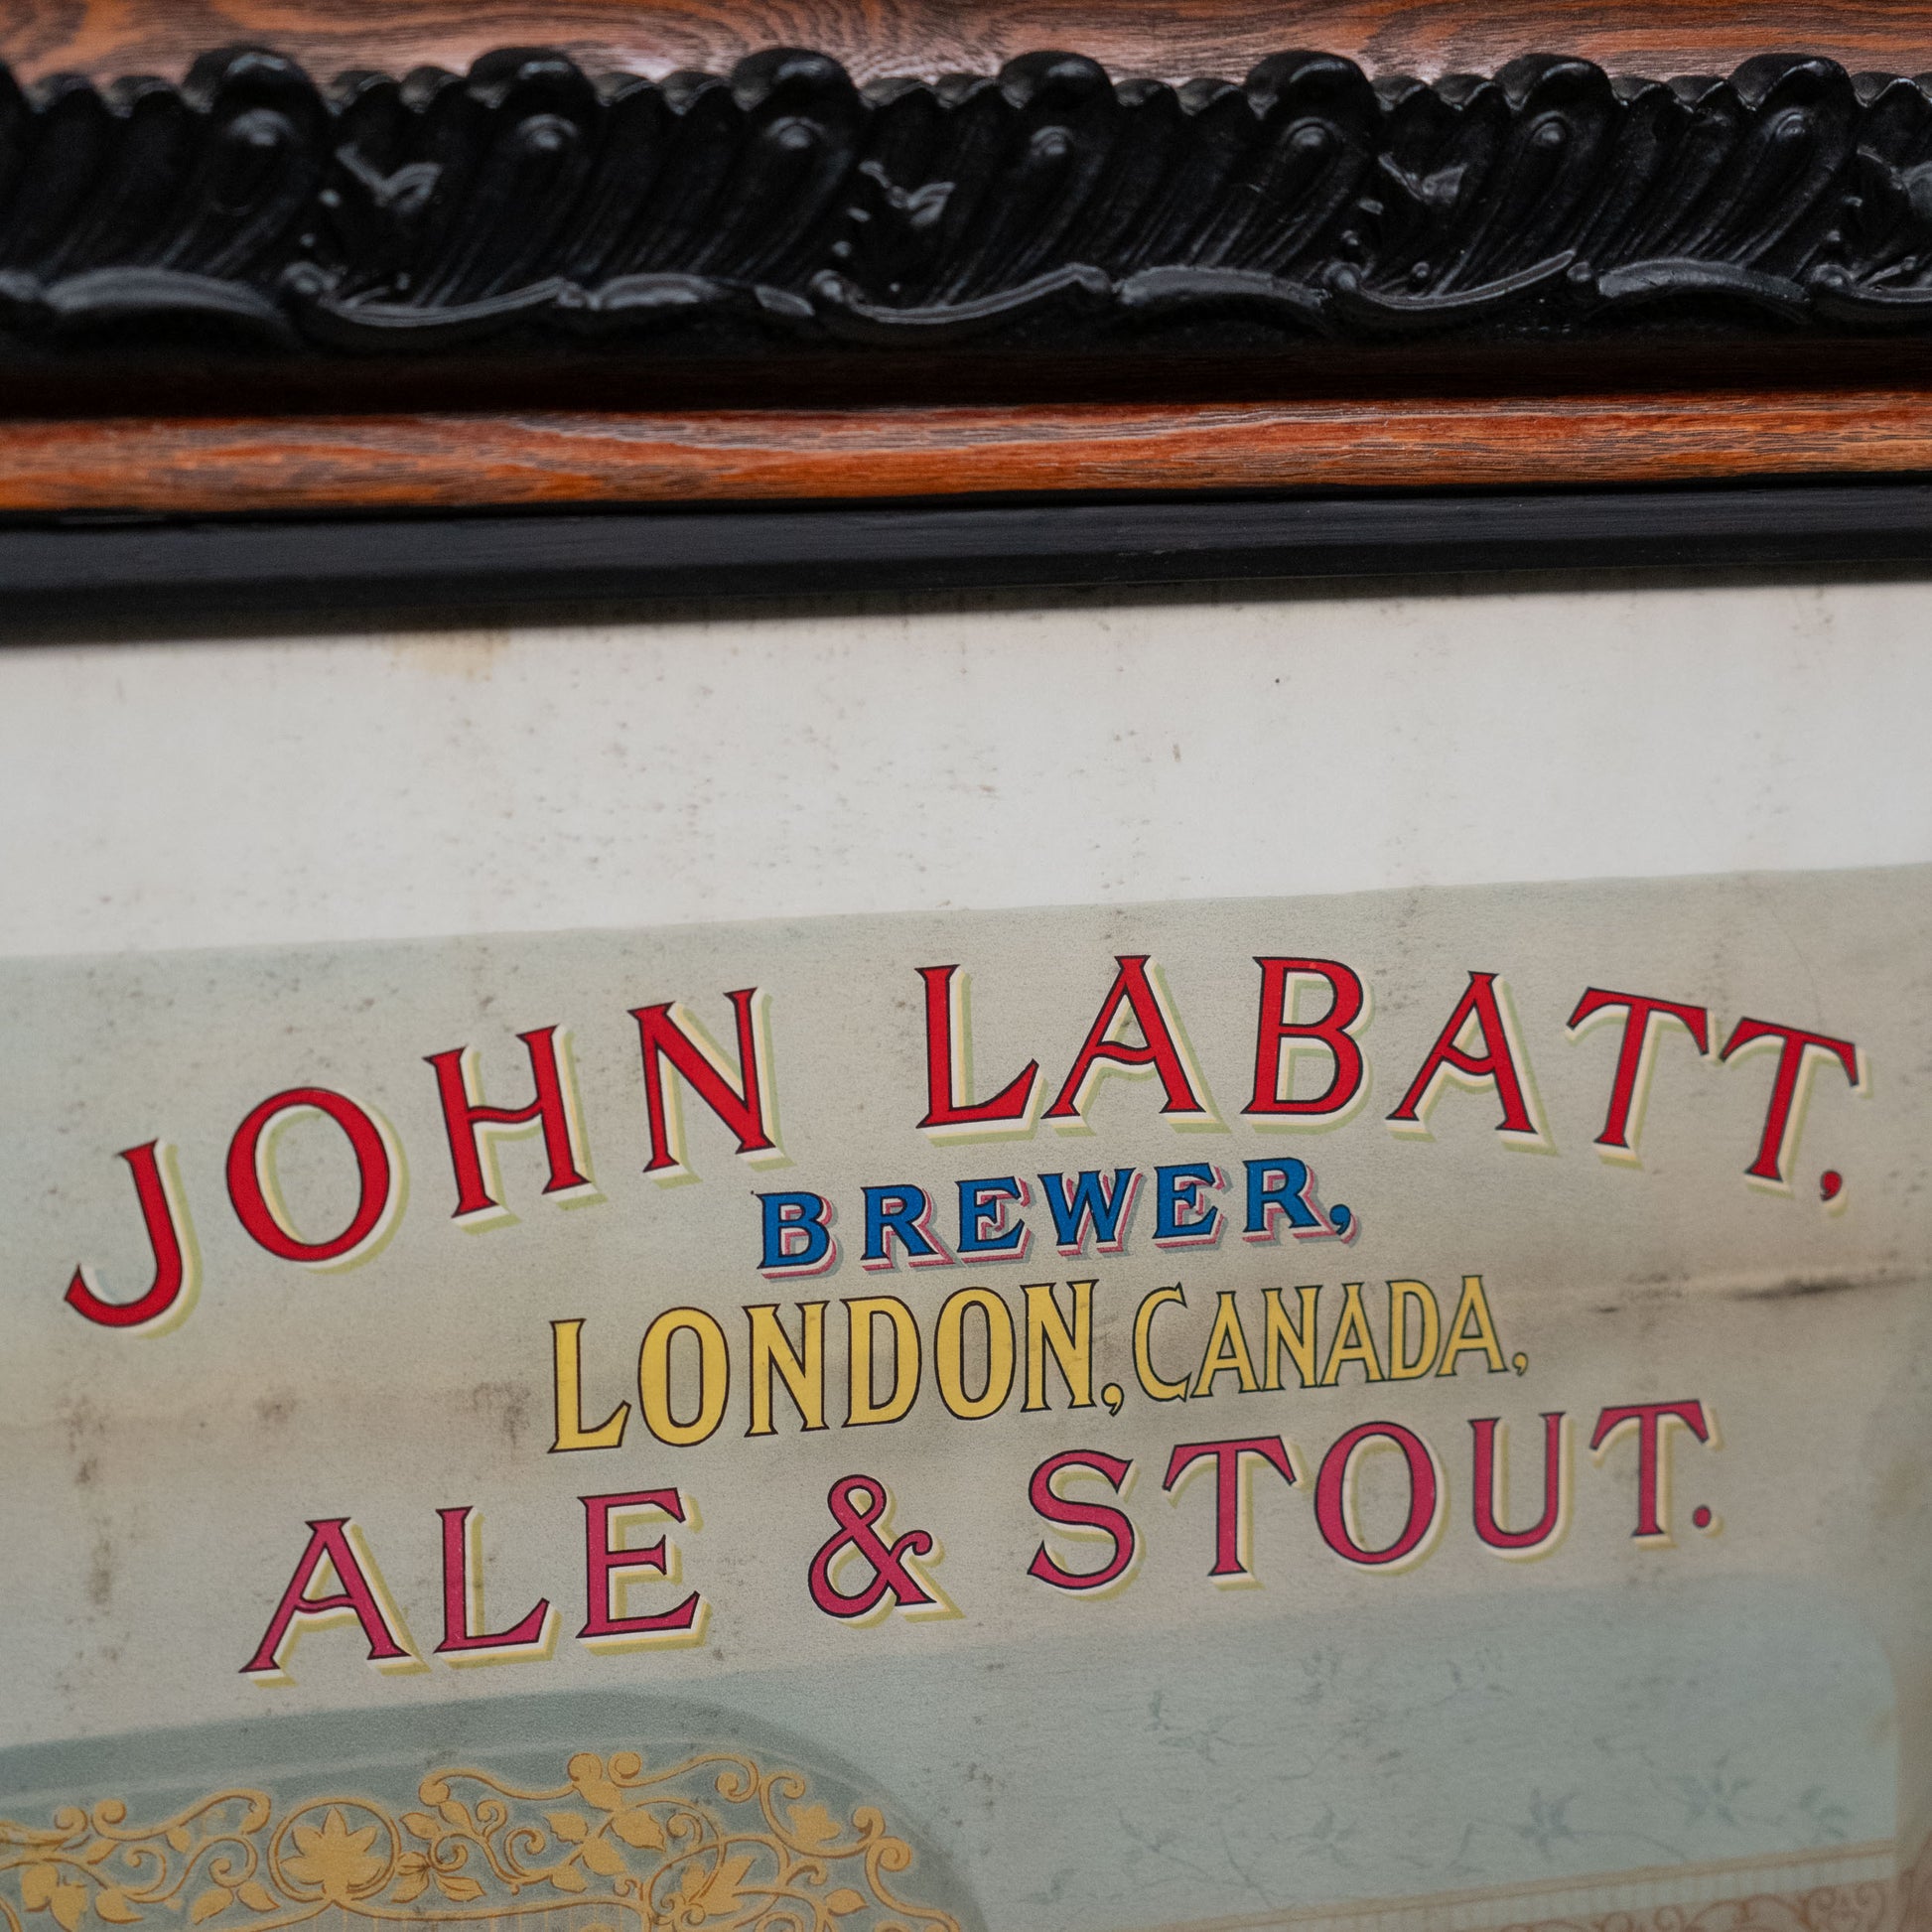 JOHN LABATT,
BREWER,
LONDON, CANADA,
ALE & STOUT.